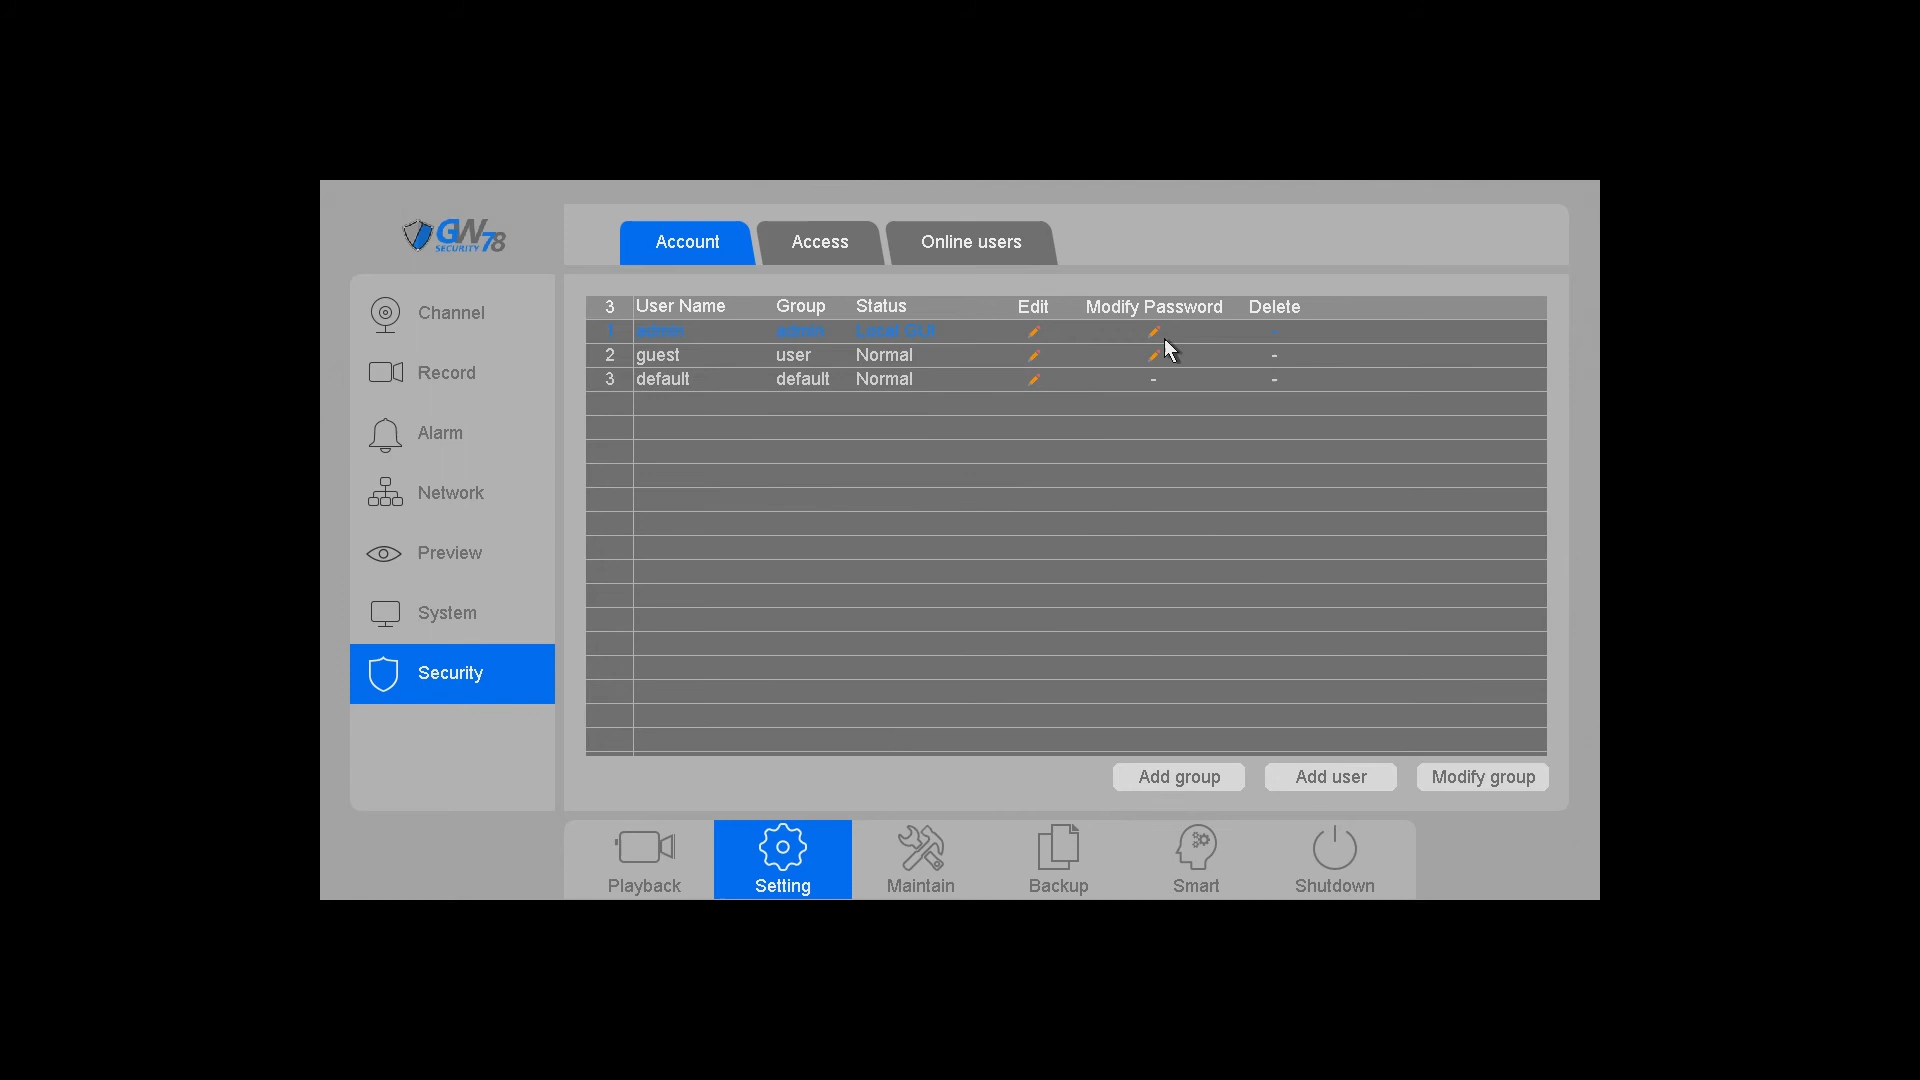 GW78
SECURITY
Account Access Online users
Channel
Record
Alarm
Network
Preview
System
Security
3 User Name Group Status Edit Modify Password Delete
1 admin admin Local GUI -
2 guest user Normal -
3 default default Normal - -
Add group Add user Modify group
Playback Setting Maintain Backup Smart Shutdown